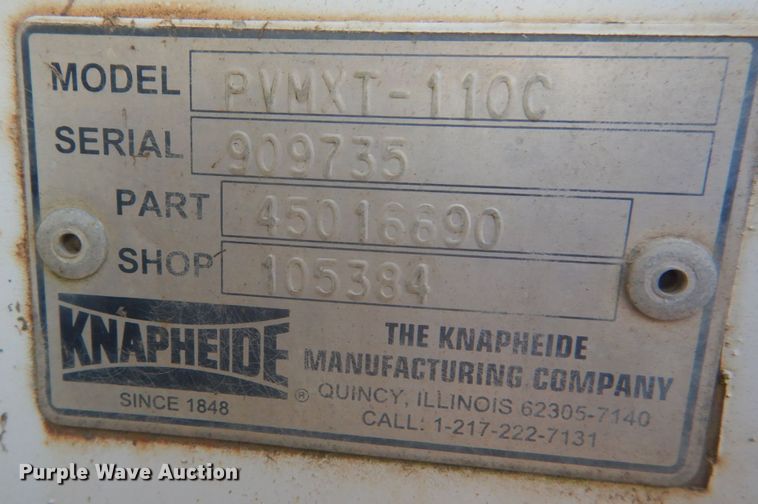 MODEL PVMXT-110C
SERIAL 909735
PART 45016690
SHOP 105384
KNAPHEIDE
SINCE 1848
®
THE KNAPHEIDE
MANUFACTURING COMPANY
QUINCY, ILLINOIS 62305-7140
CALL: 1-217-222-7131
Purple Wave Auction